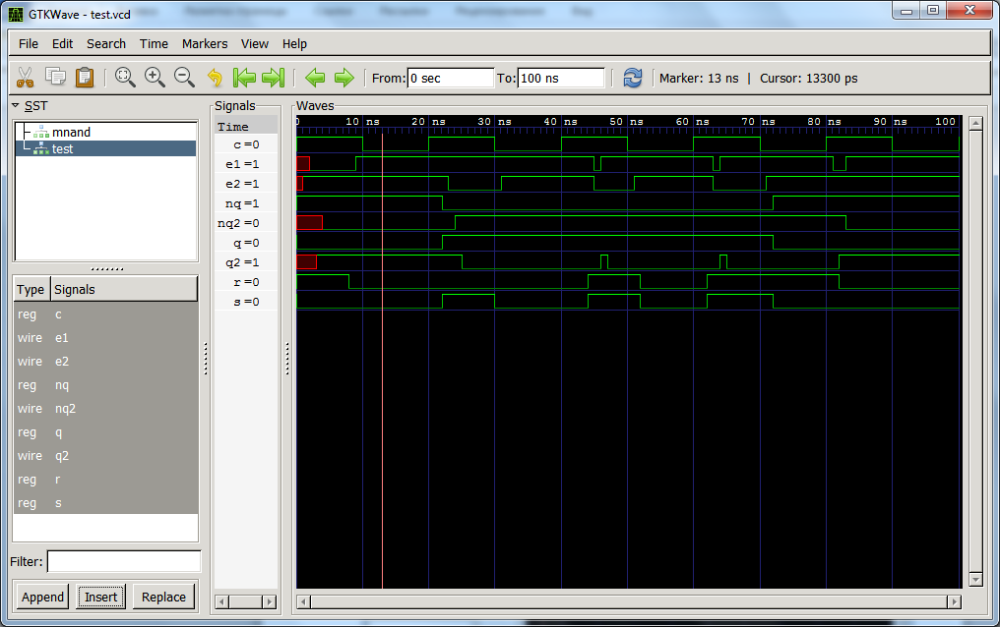 GTKWave - test.vcd
File Edit Search Time Markers View Help
From: 0 sec To: 100 ns Marker: 13 ns | Cursor: 13300 ps
SST
mnand
test
Type Signals
reg c
wire e1
wire e2
reg nq
wire nq2
reg q
wire q2
reg r
reg s
Filter:
Append Insert Replace
Signals
Time
c=0
e1=1
e2=1
nq=1
nq2=0
q=0
q2=1
r=0
s=0
Waves
0 10 ns 20 ns 30 ns 40 ns 50 ns 60 ns 70 ns 80 ns 90 ns 100